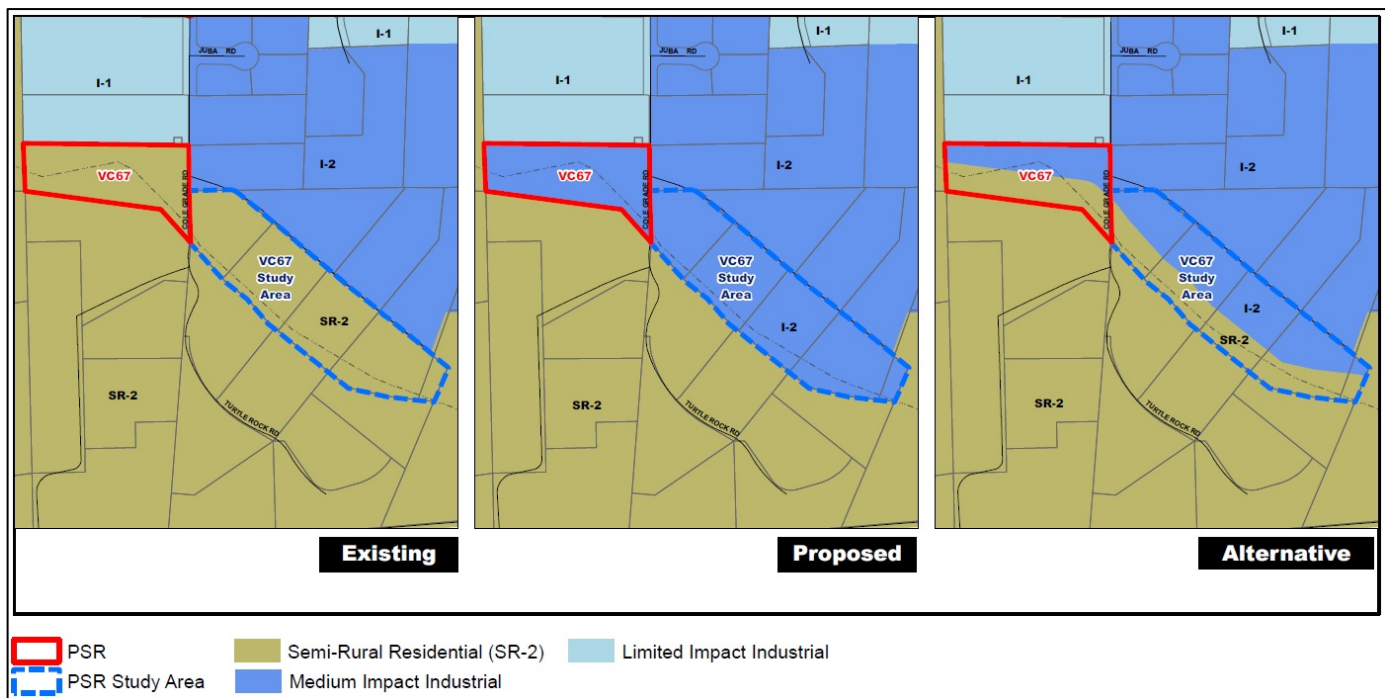 I-1
JUBA RD
I-1
I-2
VC67
COLE GRADE RD
VC67
Study
Area
SR-2
SR-2
TURTLE ROCK RD
Existing
I-1
JUBA RD
I-1
I-2
VC67
COLE GRADE RD
VC67
Study
Area
I-2
SR-2
TURTLE ROCK RD
Proposed
I-1
JUBA RD
I-1
I-2
VC67
COLE GRADE RD
VC67
Study
Area
I-2
SR-2
SR-2
TURTLE ROCK RD
Alternative
PSR
Semi-Rural Residential (SR-2)
Limited Impact Industrial
PSR Study Area
Medium Impact Industrial